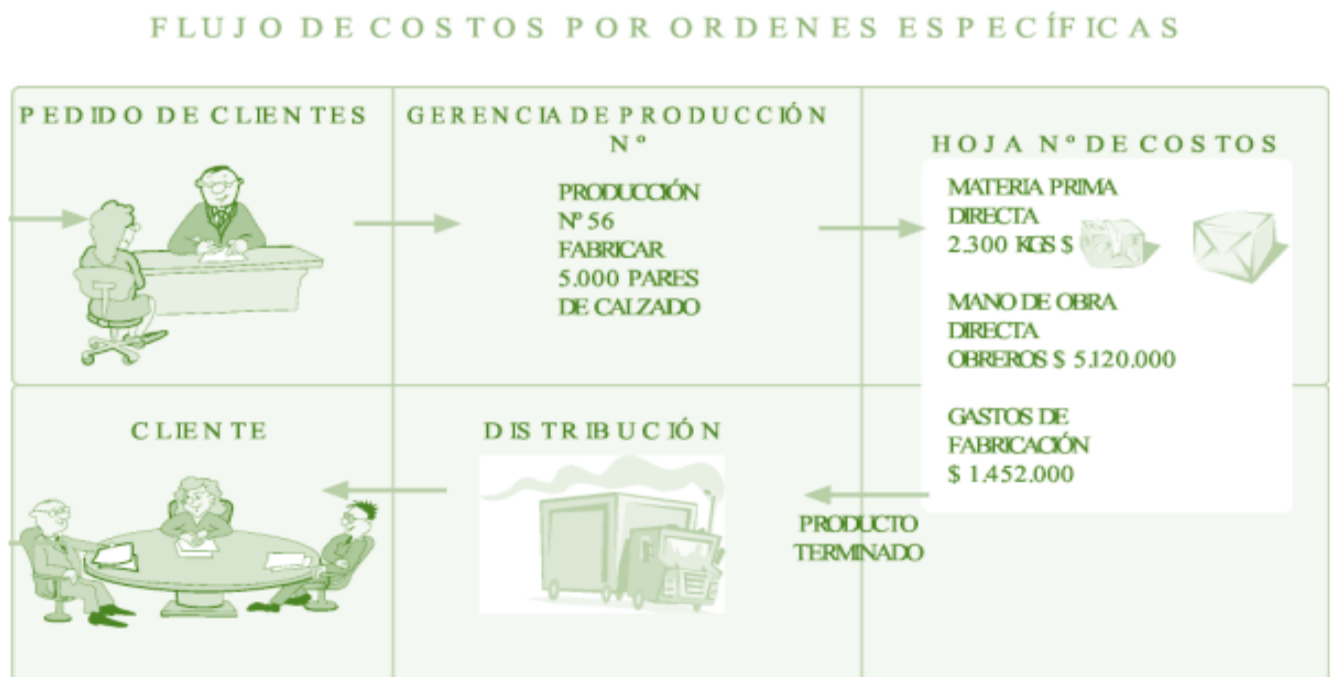 FLUJO DE COSTOS POR ORDENES ESPECÍFICAS
PEDIDO DE CLIENTES
GERENCIA DE PRODUCCIÓN
Nº
PRODUCCIÓN
Nº 56
FABRICAR
5.000 PARES
DE CALZADO
HOJA Nº DE COSTOS
MATERIA PRIMA
DIRECTA
2.300 KGS $
MANO DE OBRA
DIRECTA
OBREROS $ 5.120.000
GASTOS DE
FABRICACIÓN
$ 1.452.000
PRODUCTO
TERMINADO
DISTRIBUCIÓN
CLIENTE